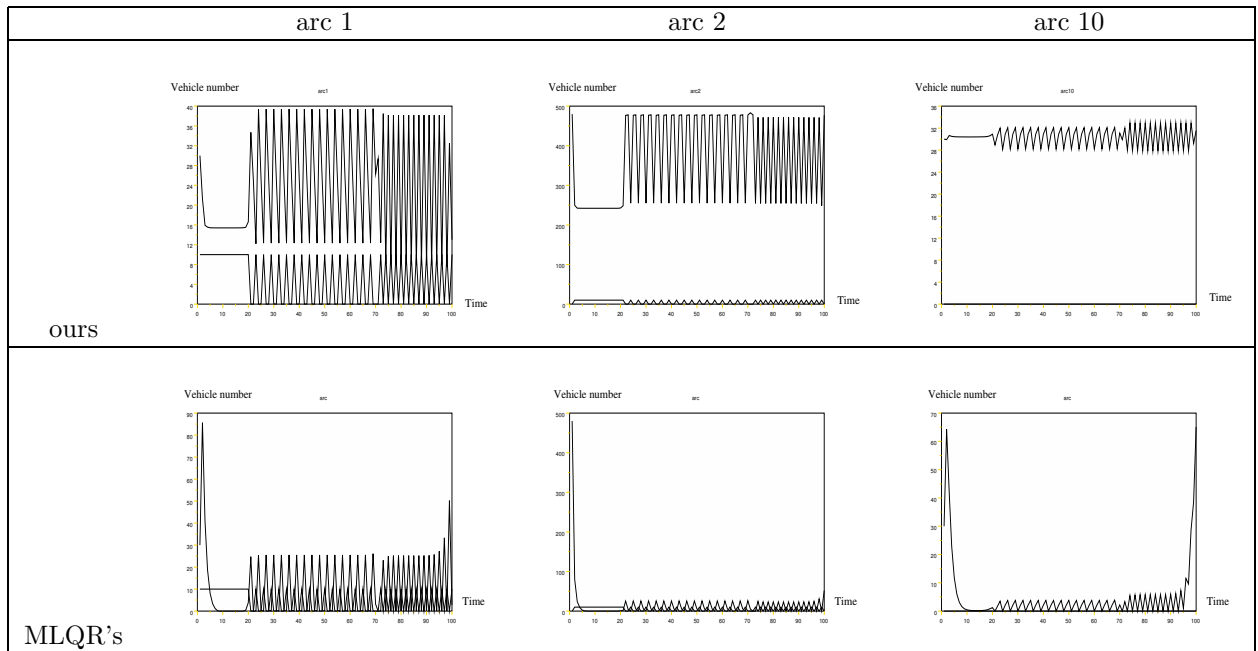 arc 1 arc 2 arc 10
Vehicle number Vehicle number Vehicle number
arc1 arc2 arc10
40 500 36
36 32
32 400 28
28 24
24 300 20
20 16
16 200 12
12 8
8 100 4
4 0
0 0
0 10 20 30 40 50 60 70 80 90 100 0 10 20 30 40 50 60 70 80 90 100 0 10 20 30 40 50 60 70 80 90 100
Time Time Time
ours
Vehicle number Vehicle number Vehicle number
arc arc arc
90 500 70
80 60
70 400 50
60 300 40
50 30
40 200 20
30 100 10
20 0 0
10
0
0 10 20 30 40 50 60 70 80 90 100 0 10 20 30 40 50 60 70 80 90 100 0 10 20 30 40 50 60 70 80 90 100
Time Time Time
MLQR's